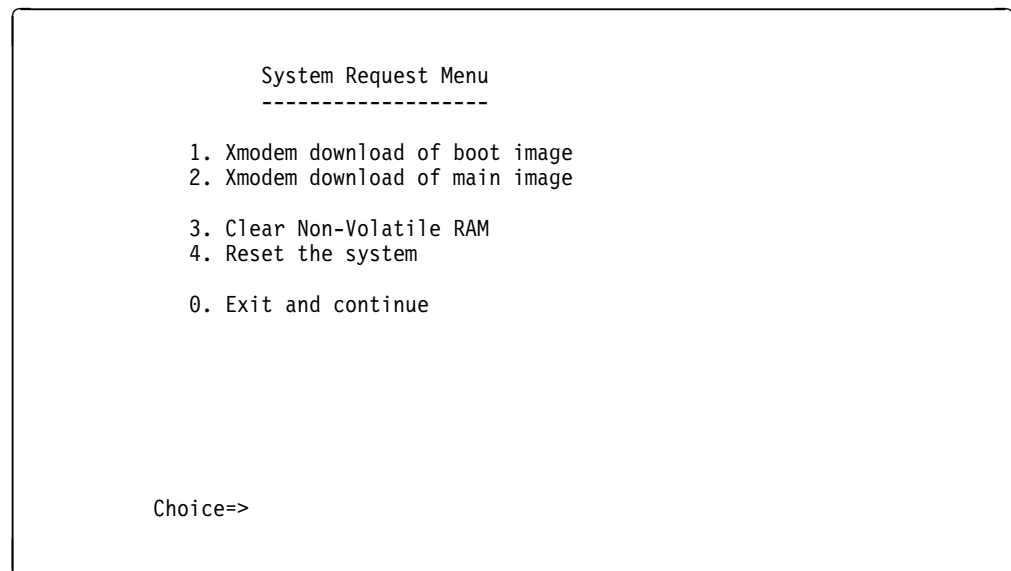 System Request Menu
-------------------
1. Xmodem download of boot image
2. Xmodem download of main image
3. Clear Non-Volatile RAM
4. Reset the system
0. Exit and continue
Choice=>